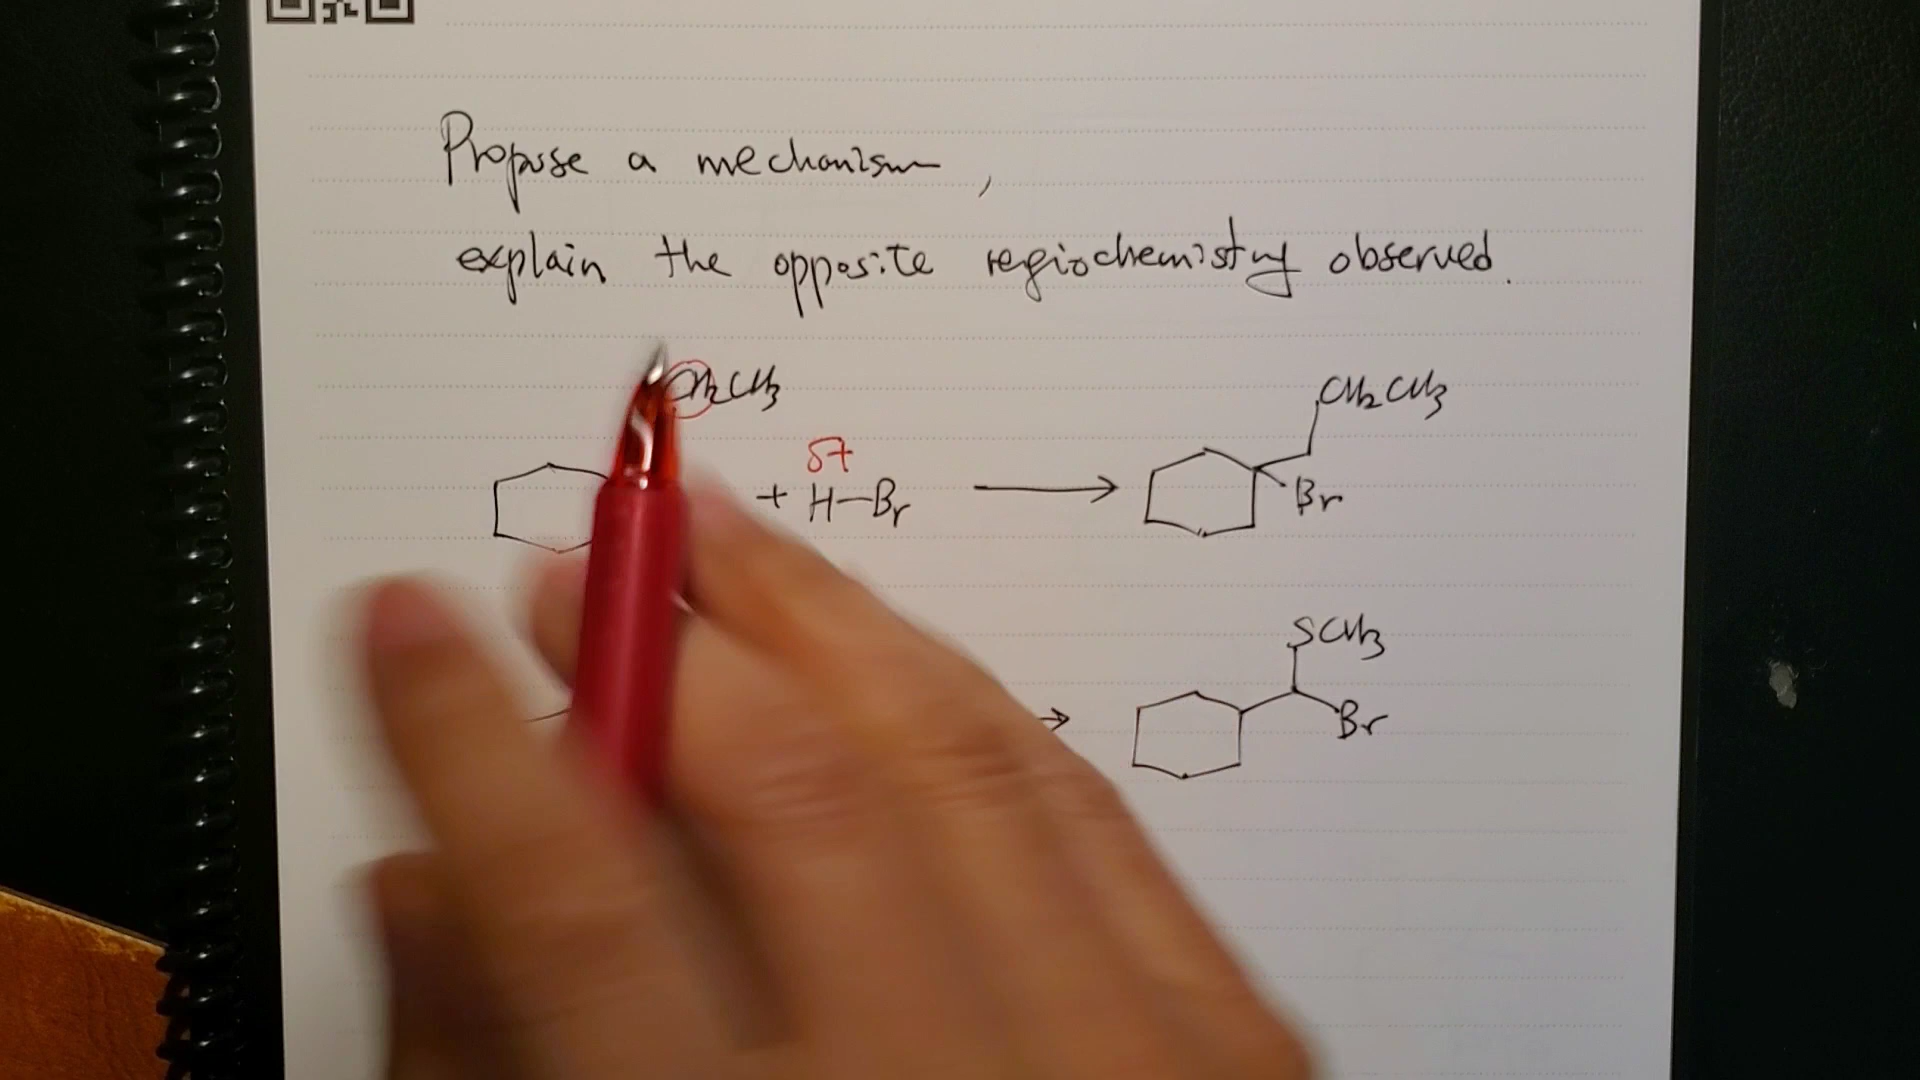 Propose a mechanism,
explain the opposite regiochemistry observed.
CH2CH3
CH2CH3
δ+
+ H-Br
Br
SCH3
Br